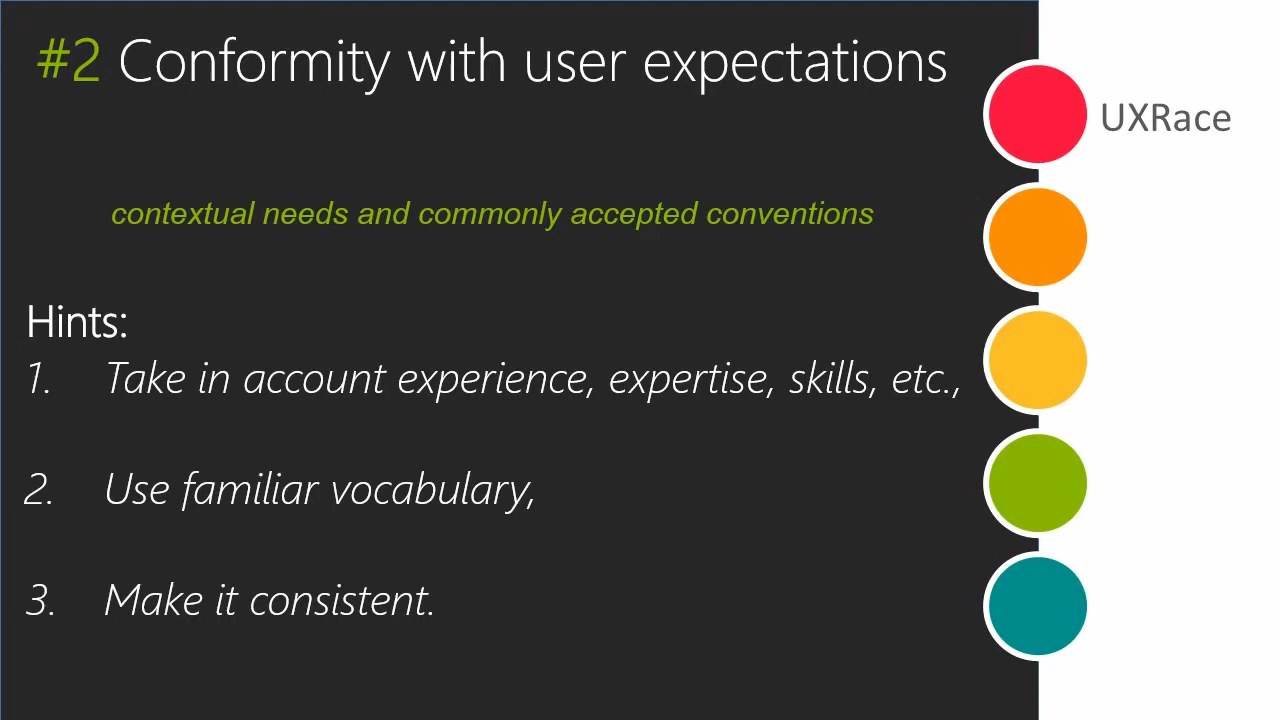 #2 Conformity with user expectations
UXRace
contextual needs and commonly accepted conventions
Hints:
1. Take in account experience, expertise, skills, etc.,
2. Use familiar vocabulary,
3. Make it consistent.